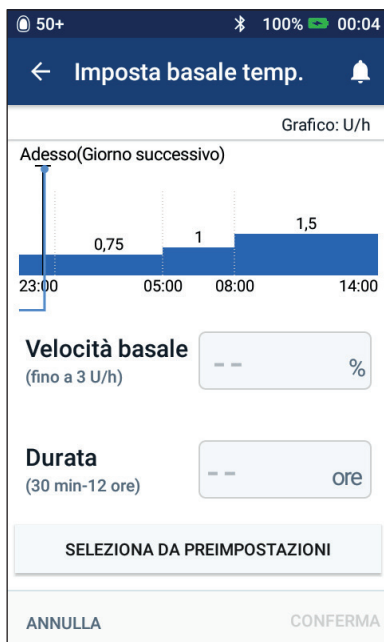 50+ 100% 00:04
Imposta basale temp.
Grafico: U/h
Adesso(Giorno successivo)
0,75 1 1,5
23:00 05:00 08:00 14:00
Velocità basale
(fino a 3 U/h)
-- %
Durata
(30 min-12 ore)
-- ore
SELEZIONA DA PREIMPOSTAZIONI
ANNULLA CONFERMA